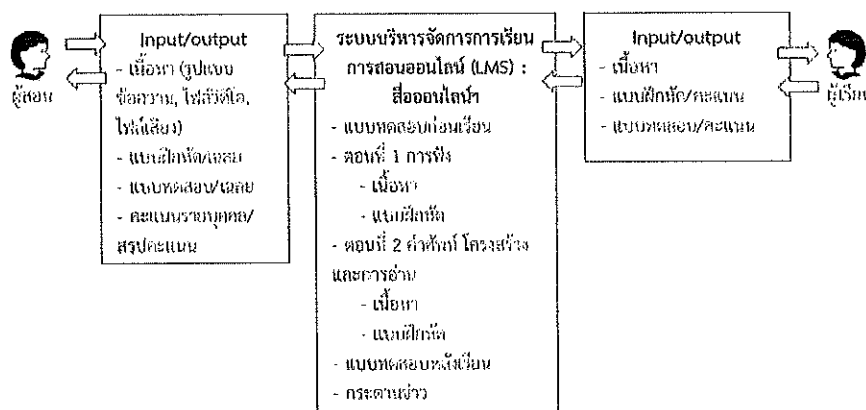 ผู้สอน
Input/output
- เนื้อหา (รูปแบบ
ข้อความ, ไฟล์วิดีโอ,
ไฟล์เสียง)
- แบบฝึกหัด/เฉลย
- แบบทดสอบ/เฉลย
- คะแนนรายบุคคล/
สรุปคะแนน
ระบบบริหารจัดการการเรียน
การสอนออนไลน์ (LMS) :
สื่อออนไลน์ฯ
- แบบทดสอบก่อนเรียน
- ตอนที่ 1 การฟัง
- เนื้อหา
- แบบฝึกหัด
- ตอนที่ 2 คำศัพท์ โครงสร้าง
และการอ่าน
- เนื้อหา
- แบบฝึกหัด
- แบบทดสอบหลังเรียน
- กระดานข่าว
Input/output
- เนื้อหา
- แบบฝึกหัด/คะแนน
- แบบทดสอบ/คะแนน
ผู้เรียน